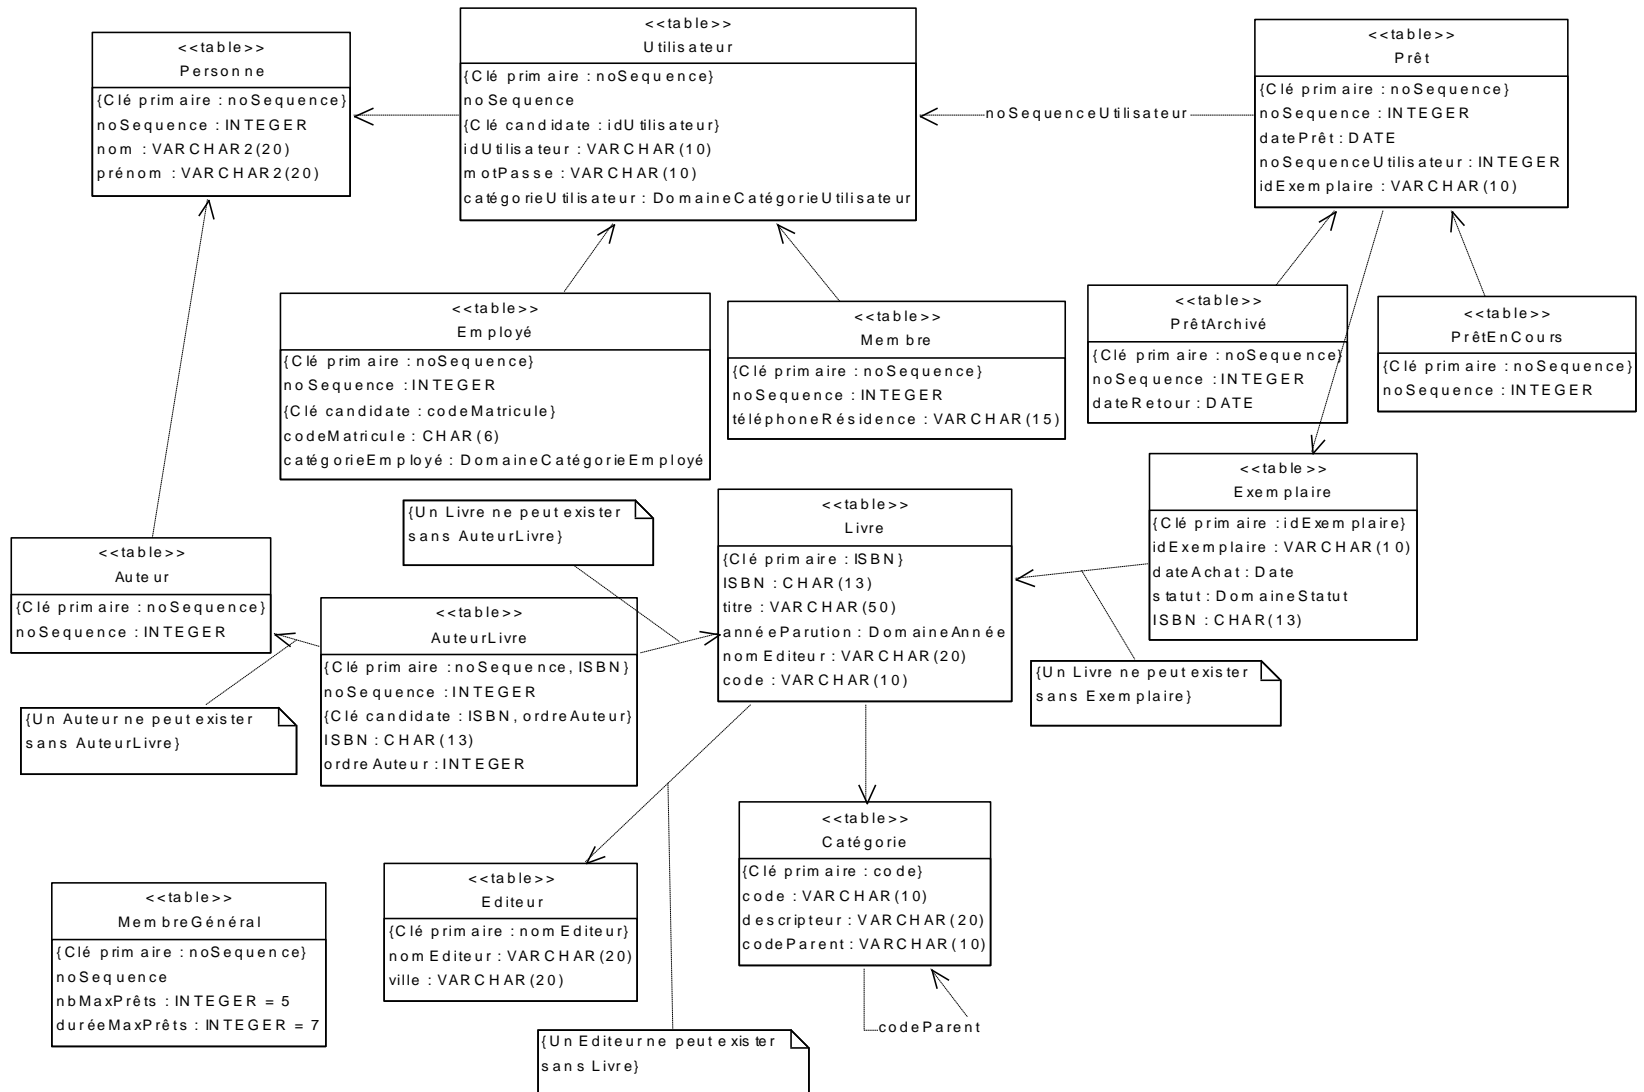 <<table>>
Personne
{Clé primaire : noSequence}
noSequence : INTEGER
nom : VARCHAR2(20)
prénom : VARCHAR2(20)
<<table>>
Utilisateur
{Clé primaire : noSequence}
noSequence
{Clé candidate : idUtilisateur}
idUtilisateur : VARCHAR(10)
motPasse : VARCHAR(10)
catégorieUtilisateur : DomaineCatégorieUtilisateur
noSequenceUtilisateur
<<table>>
Prêt
{Clé primaire : noSequence}
noSequence : INTEGER
datePrêt : DATE
noSequenceUtilisateur : INTEGER
idExemplaire : VARCHAR(10)
<<table>>
Employé
{Clé primaire : noSequence}
noSequence : INTEGER
{Clé candidate : codeMatricule}
codeMatricule : CHAR(6)
catégorieEmployé : DomaineCatégorieEmployé
<<table>>
Membre
{Clé primaire : noSequence}
noSequence : INTEGER
téléphoneRésidence : VARCHAR(15)
<<table>>
PrêtArchivé
{Clé primaire : noSequence}
noSequence : INTEGER
dateRetour : DATE
<<table>>
PrêtEnCours
{Clé primaire : noSequence}
noSequence : INTEGER
<<table>>
Exemplaire
{Clé primaire : idExemplaire}
idExemplaire : VARCHAR(10)
dateAchat : Date
statut : DomaineStatut
ISBN : CHAR(13)
{Un Livre ne peut exister
sans AuteurLivre}
<<table>>
Livre
{Clé primaire : ISBN}
ISBN : CHAR(13)
titre : VARCHAR(50)
annéeParution : DomaineAnnée
nomEditeur : VARCHAR(20)
code : VARCHAR(10)
<<table>>
Auteur
{Clé primaire : noSequence}
noSequence : INTEGER
<<table>>
AuteurLivre
{Clé primaire : noSequence, ISBN}
noSequence : INTEGER
{Clé candidate : ISBN, ordreAuteur}
ISBN : CHAR(13)
ordreAuteur : INTEGER
{Un Livre ne peut exister
sans Exemplaire}
{Un Auteur ne peut exister
sans AuteurLivre}
<<table>>
Catégorie
{Clé primaire : code}
code : VARCHAR(10)
descripteur : VARCHAR(20)
codeParent : VARCHAR(10)
codeParent
<<table>>
Editeur
{Clé primaire : nomEditeur}
nomEditeur : VARCHAR(20)
ville : VARCHAR(20)
<<table>>
MembreGénéral
{Clé primaire : noSequence}
noSequence
nbMaxPrêts : INTEGER = 5
duréeMaxPrêts : INTEGER = 7
{Un Editeur ne peut exister
sans Livre}